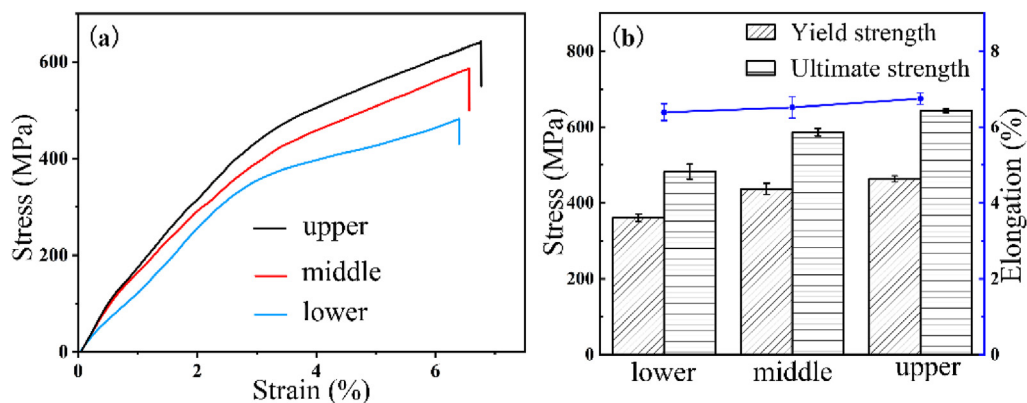 (a)
600
400
200
0
Stress (MPa)
upper
middle
lower
0 2 4 6
Strain (%)
(b)
Yield strength
Ultimate strength
800
600
400
200
0
Stress (MPa)
8
6
4
2
0
Elongation (%)
lower middle upper